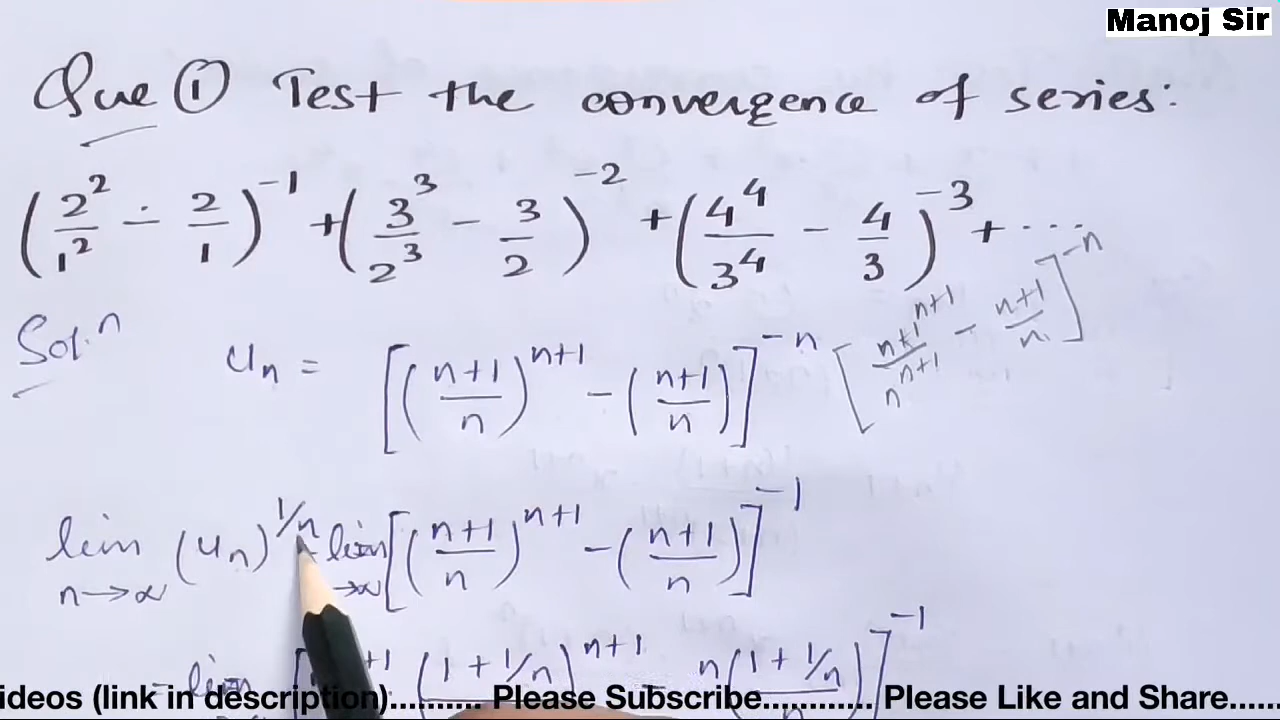 Manoj Sir
Que ① Test the convergence of series:
(2²/1² - 2/1)⁻¹ + (3³/2³ - 3/2)⁻² + (4⁴/3⁴ - 4/3)⁻³ + ...
Solⁿ uₙ = [((n+1)/n)ⁿ⁺¹ - ((n+1)/n)]⁻ⁿ [n+1ⁿ⁺¹/nⁿ⁺¹ - (n+1)/n]⁻ⁿ
lim n→∞ (uₙ)^1/n = lim →∞ [((n+1)/n)ⁿ⁺¹ - ((n+1)/n)]⁻¹
= lim [ +1 (1 + 1/n)ⁿ⁺¹ - n(1 + 1/n)/n]⁻¹
ideos (link in description).......... Please Subscribe............ Please Like and Share......